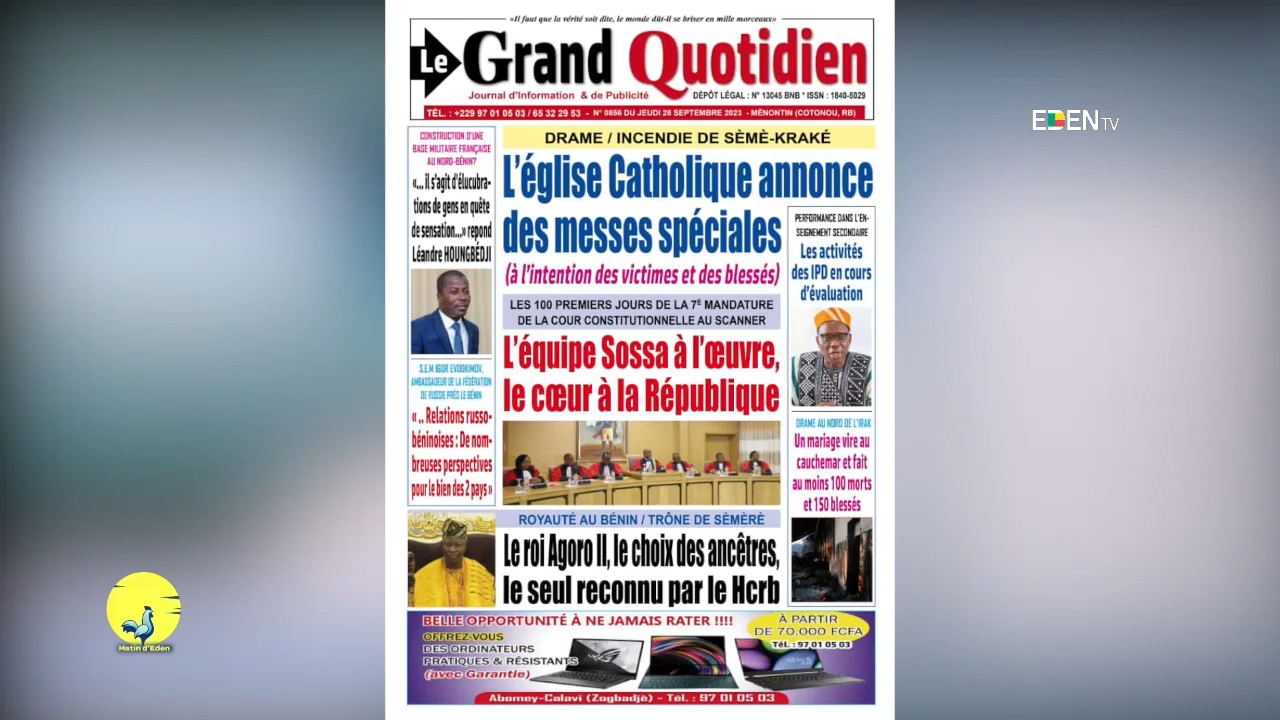 «Il faut que la vérité soit dite, le monde dût-il se briser en mille morceaux»
Le Grand Quotidien
Journal d'Information & de Publicité
DÉPÔT LÉGAL : N° 13045 BNB * ISSN : 1840-5029
TÉL. : +229 97 01 05 03 / 65 32 29 53 - N° 0856 DU JEUDI 28 SEPTEMBRE 2023 - MÈNONTIN (COTONOU, RB)
CONSTRUCTION D'UNE
BASE MILITAIRE FRANÇAISE
AU NORD-BÉNIN?
«... il s'agit d'élucubra-
tions de gens en quête
de sensation...» repond
Léandre HOUNGBÉDJI
S.E.M IGOR EVDOKIMOV,
AMBASSADEUR DE LA FÉDÉRATION
DE RUSSIE PRÈS LE BÉNIN
« .. Relations russo-
béninoises : De nom-
breuses perspectives
pour le bien des 2 pays »
DRAME / INCENDIE DE SÈMÈ-KRAKÉ
L'église Catholique annonce
des messes spéciales
(à l'intention des victimes et des blessés)
LES 100 PREMIERS JOURS DE LA 7È MANDATURE
DE LA COUR CONSTITUTIONNELLE AU SCANNER
L'équipe Sossa à l'œuvre,
le cœur à la République
PERFORMANCE DANS L'EN-
SEIGNEMENT SECONDAIRE
Les activités
des IPD en cours
d'évaluation
DRAME AU NORD DE L'IRAK
Un mariage vire au
cauchemar et fait
au moins 100 morts
et 150 blessés
ROYAUTÉ AU BÉNIN / TRÔNE DE SÈMÈRÈ
Le roi Agoro II, le choix des ancêtres,
le seul reconnu par le Hcrb
BELLE OPPORTUNITÉ À NE JAMAIS RATER !!!!
OFFREZ-VOUS
DES ORDINATEURS
PRATIQUES & RÉSISTANTS
(avec Garantie)
À PARTIR
DE 70.000 FCFA
Tél. : 97 01 05 03
Abomey-Calavi (Zogbadjè) - Tél. : 97 01 05 03
EDEN TV
Matin d'Eden